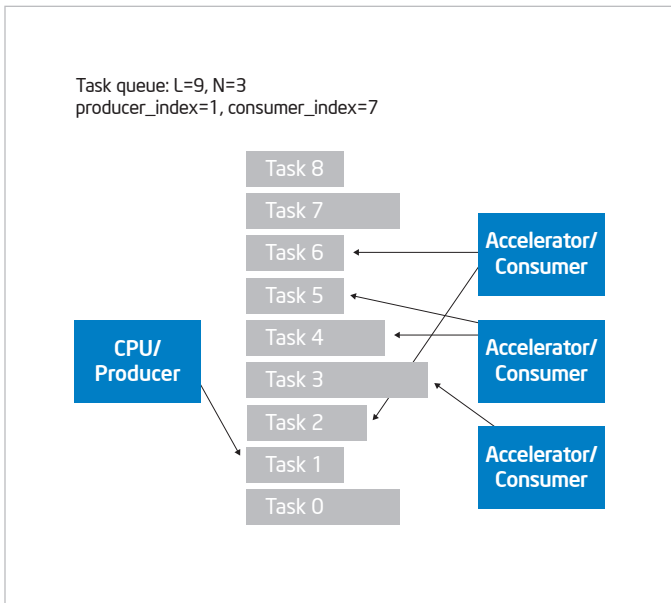 Task queue: L=9, N=3
producer_index=1, consumer_index=7
Task 8
Task 7
Task 6
Task 5
Task 4
Task 3
Task 2
Task 1
Task 0
CPU/
Producer
Accelerator/
Consumer
Accelerator/
Consumer
Accelerator/
Consumer